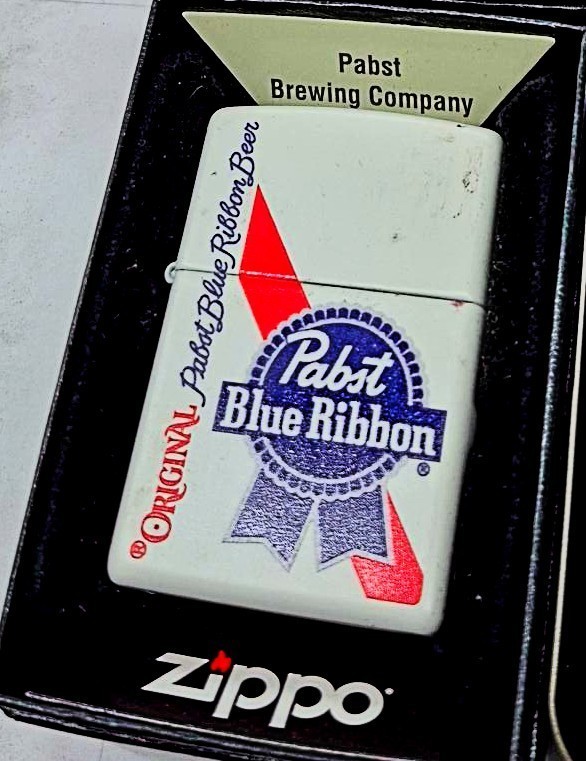 Pabst
Brewing Company
®ORIGINAL Pabst Blue Ribbon Beer
Pabst
Blue Ribbon®
zippo